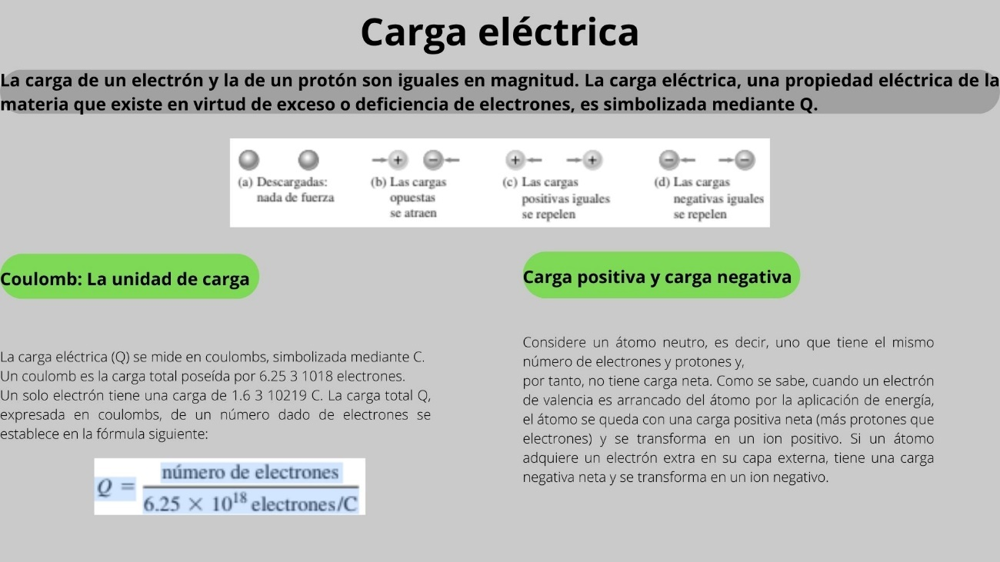 Carga eléctrica
La carga de un electrón y la de un protón son iguales en magnitud. La carga eléctrica, una propiedad eléctrica de la
materia que existe en virtud de exceso o deficiencia de electrones, es simbolizada mediante Q.
+ − + + − −
(a) Descargadas:
nada de fuerza
(b) Las cargas
opuestas
se atraen
(c) Las cargas
positivas iguales
se repelen
(d) Las cargas
negativas iguales
se repelen
Coulomb: La unidad de carga
La carga eléctrica (Q) se mide en coulombs, simbolizada mediante C.
Un coulomb es la carga total poseída por 6.25 3 1018 electrones.
Un solo electrón tiene una carga de 1.6 3 10219 C. La carga total Q,
expresada en coulombs, de un número dado de electrones se
establece en la fórmula siguiente:
Q = número de electrones
6.25 × 10¹⁸ electrones/C
Carga positiva y carga negativa
Considere un átomo neutro, es decir, uno que tiene el mismo
número de electrones y protones y,
por tanto, no tiene carga neta. Como se sabe, cuando un electrón
de valencia es arrancado del átomo por la aplicación de energía,
el átomo se queda con una carga positiva neta (más protones que
electrones) y se transforma en un ion positivo. Si un átomo
adquiere un electrón extra en su capa externa, tiene una carga
negativa neta y se transforma en un ion negativo.